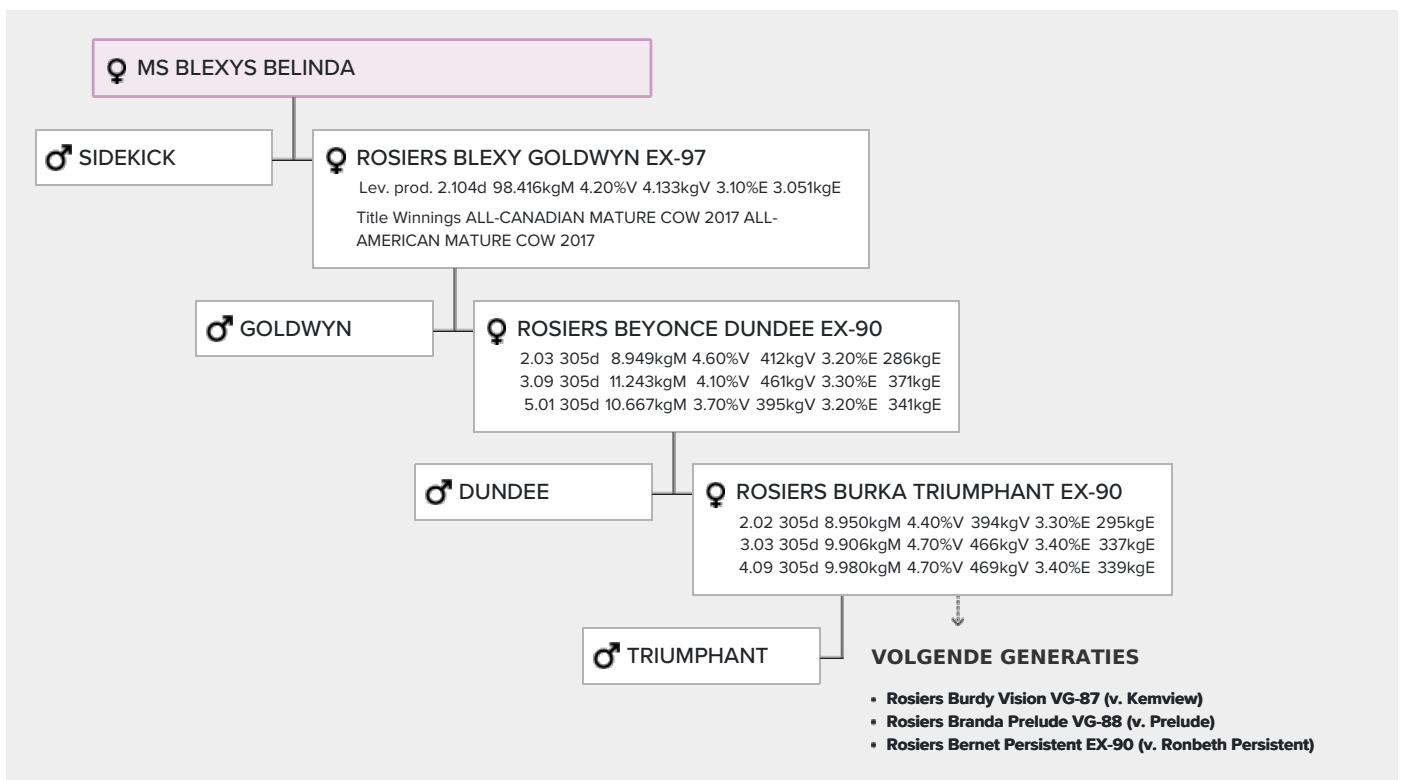 MS BLEXYS BELINDA
SIDEKICK
ROSIERS BLEXY GOLDWYN EX-97
Lev. prod. 2.104d 98.416kgM 4.20%V 4.133kgV 3.10%E 3.051kgE
Title Winnings ALL-CANADIAN MATURE COW 2017 ALL-
AMERICAN MATURE COW 2017
GOLDWYN
ROSIERS BEYONCE DUNDEE EX-90
2.03 305d 8.949kgM 4.60%V 412kgV 3.20%E 286kgE
3.09 305d 11.243kgM 4.10%V 461kgV 3.30%E 371kgE
5.01 305d 10.667kgM 3.70%V 395kgV 3.20%E 341kgE
DUNDEE
ROSIERS BURKA TRIUMPHANT EX-90
2.02 305d 8.950kgM 4.40%V 394kgV 3.30%E 295kgE
3.03 305d 9.906kgM 4.70%V 466kgV 3.40%E 337kgE
4.09 305d 9.980kgM 4.70%V 469kgV 3.40%E 339kgE
TRIUMPHANT
VOLGENDE GENERATIES
• Rosiers Burdy Vision VG-87 (v. Kemview)
• Rosiers Branda Prelude VG-88 (v. Prelude)
• Rosiers Bernet Persistent EX-90 (v. Ronbeth Persistent)